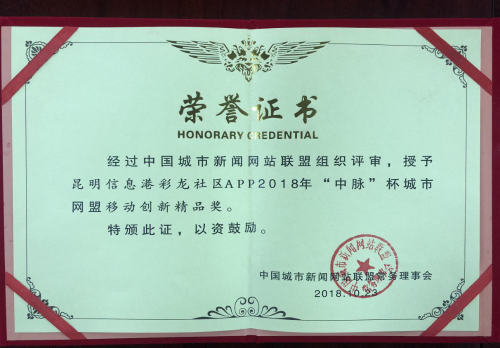 荣誉证书
HONORARY CREDENTIAL
经过中国城市新闻网站联盟组织评审，授予
昆明信息港彩龙社区APP2018年“中脉”杯城市
网盟移动创新精品奖。
特颁此证，以资鼓励。
中国城市新闻网站联盟常务理事会
2018.10.23